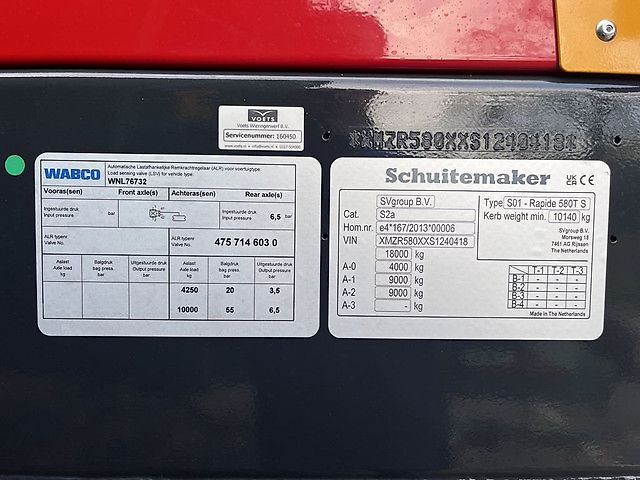 VOETS
Voets Wieringerwerf B.V.
Servicenummer: 160450
WABCO
Automatische Lastafhankelijke Remkrachtregelaar (ALR) voor voertuigtype:
Load sensing valve (LSV) for vehicle type:
WNL76732
Vooras(sen) Front axle(s) Achteras(sen) Rear axle(s)
Ingestuurde druk
Input pressure bar
Ingestuurde druk
Input pressure 6,5 bar
ALR typenr
Valve No.
ALR typenr
Valve No. 475 714 603 0
Aslast Balgdruk Uitgestuurde druk Aslast Balgdruk Uitgestuurde druk
Axle load bag press. Output pressure Axle load bag press. Output pressure
kg bar bar kg bar bar
4250 20 3,5
10000 55 6,5
XMZR580XXS1240418
Schuitemaker
UK CA CE
SVgroup B.V.
Cat. S2a
Hom.nr. e4*167/2013*00006
VIN XMZR580XXS1240418
18000 kg
A-0 4000 kg
A-1 9000 kg
A-2 9000 kg
A-3 - kg
Type S01 - Rapide 580T S
Kerb weight min. 10140 kg
SVgroup B.V.
Morsweg 18
7461 AG Rijssen
The Netherlands
T-1 T-2 T-3
B-1 - - -
B-2 - - -
B-3 - - -
B-4 - - -
Made in The Netherlands